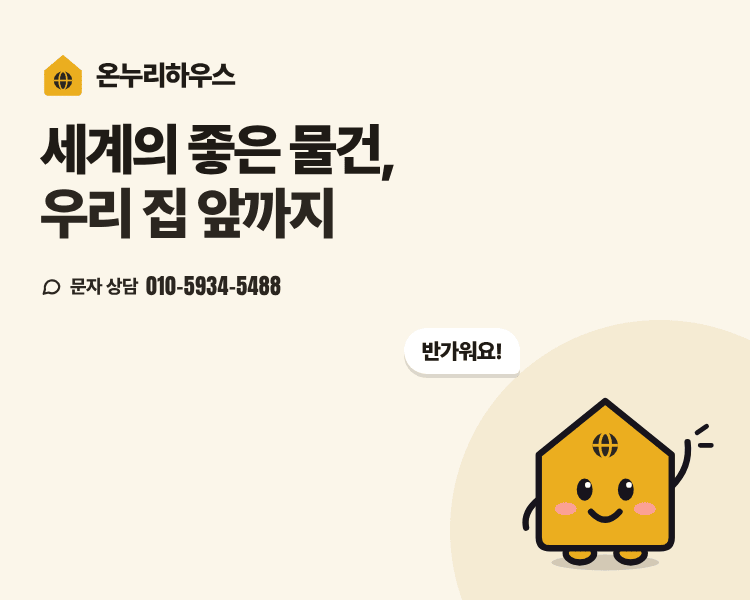 온누리하우스
세계의 좋은 물건,
우리 집 앞까지
문자 상담 010-5934-5488
반가워요!